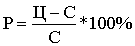 Р = (Ц − С)/С * 100%